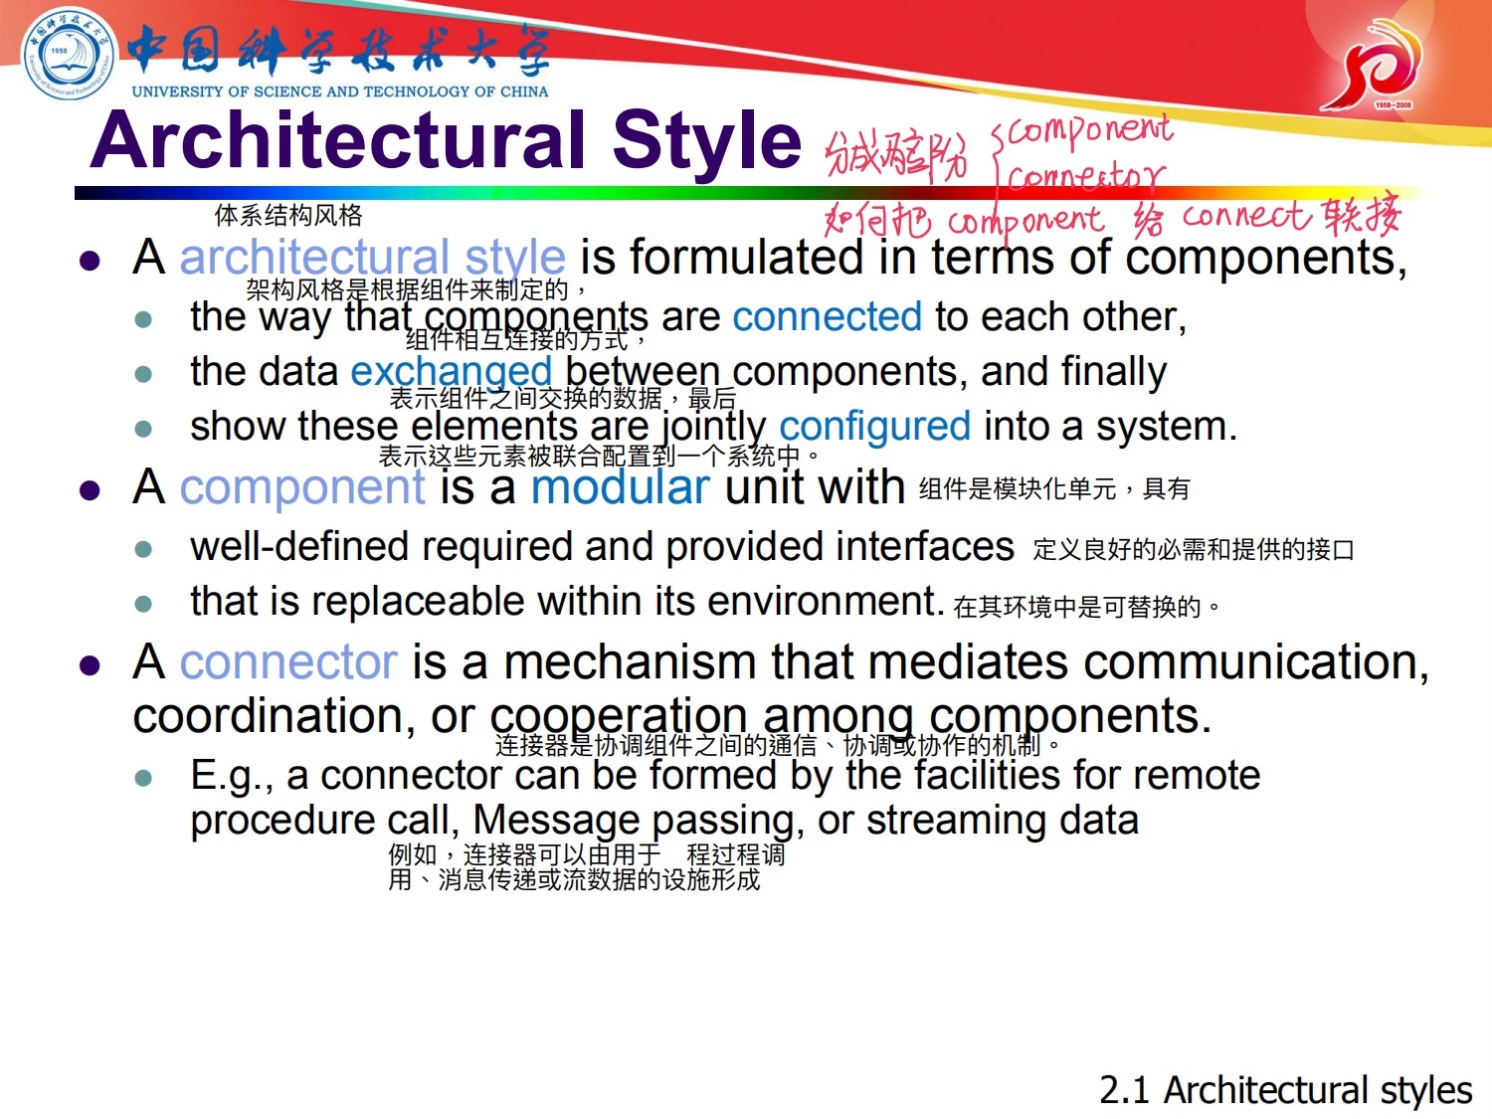 中国科学技术大学
UNIVERSITY OF SCIENCE AND TECHNOLOGY OF CHINA
1958
1958-2008
Architectural Style
分成两部份 component
connector
如何把 component 给 connect 联接
体系结构风格
A architectural style is formulated in terms of components,
架构风格是根据组件来制定的，
the way that components are connected to each other,
组件相互连接的方式，
the data exchanged between components, and finally
表示组件之间交换的数据，最后
show these elements are jointly configured into a system.
表示这些元素被联合配置到一个系统中。
A component is a modular unit with 组件是模块化单元，具有
well-defined required and provided interfaces 定义良好的必需和提供的接口
that is replaceable within its environment. 在其环境中是可替换的。
A connector is a mechanism that mediates communication,
coordination, or cooperation among components.
连接器是协调组件之间的通信、协调或协作的机制。
E.g., a connector can be formed by the facilities for remote
procedure call, Message passing, or streaming data
例如，连接器可以由用于 程过程调
用、消息传递或流数据的设施形成
2.1 Architectural styles